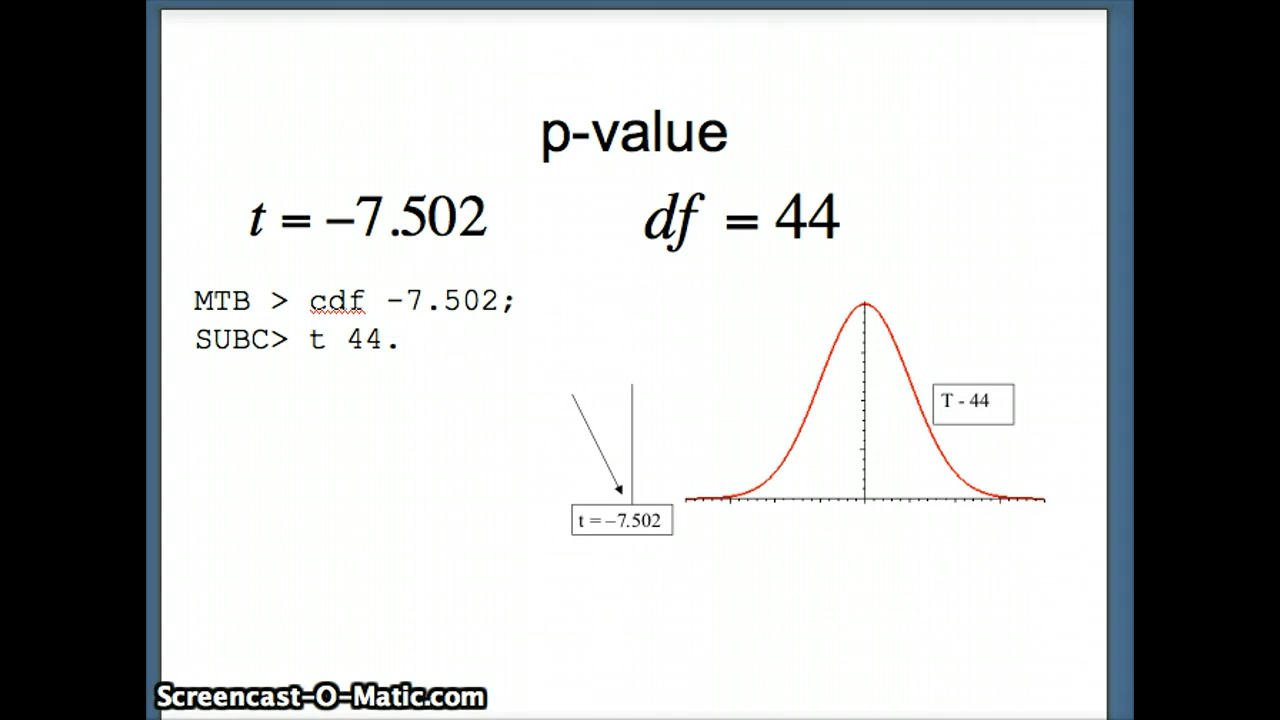 p-value
t = −7.502
df = 44
MTB > cdf -7.502;
SUBC> t 44.
T - 44
t = −7.502
Screencast-O-Matic.com